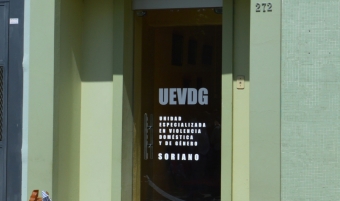 272
UEVDG
UNIDAD
ESPECIALIZADA
EN VIOLENCIA
DOMÉSTICA
Y DE GÉNERO
SORIANO